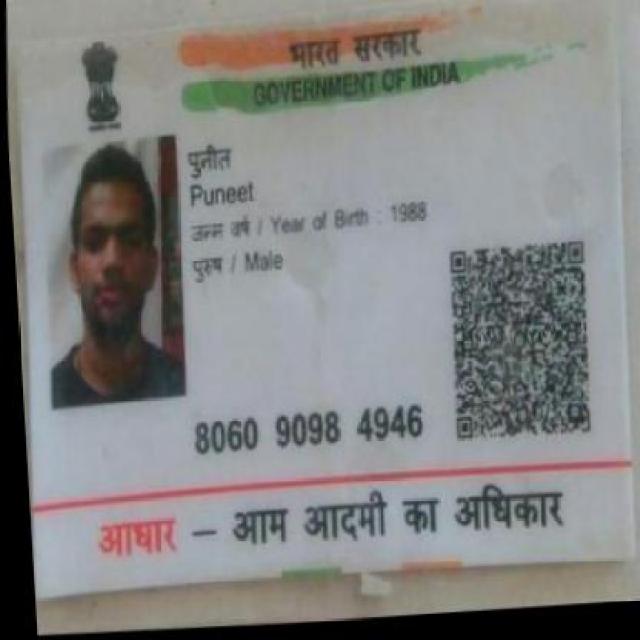 भारत सरकार
GOVERNMENT OF INDIA
पुनीत
Puneet
जन्म वर्ष / Year of Birth : 1988
पुरुष / Male
8060 9098 4946
आधार – आम आदमी का अधिकार